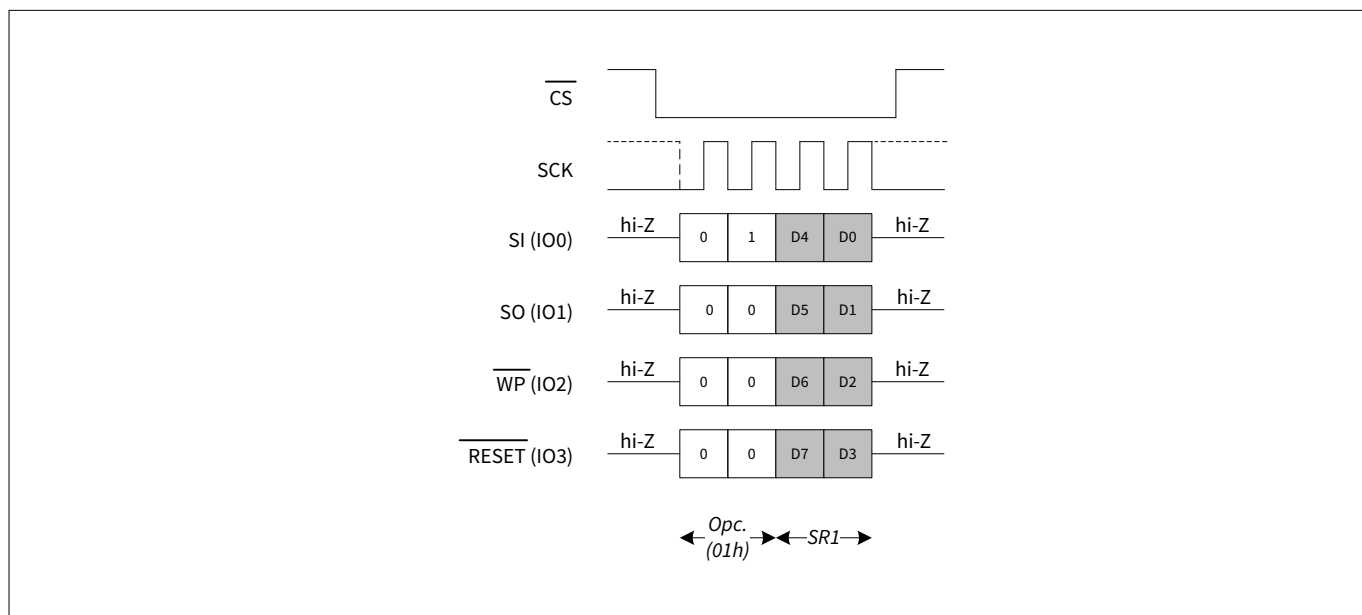 CS
SCK
hi-Z hi-Z
SI (IO0) 0 1 D4 D0
hi-Z hi-Z
SO (IO1) 0 0 D5 D1
hi-Z hi-Z
WP (IO2) 0 0 D6 D2
hi-Z hi-Z
RESET (IO3) 0 0 D7 D3
Opc.
(01h) SR1